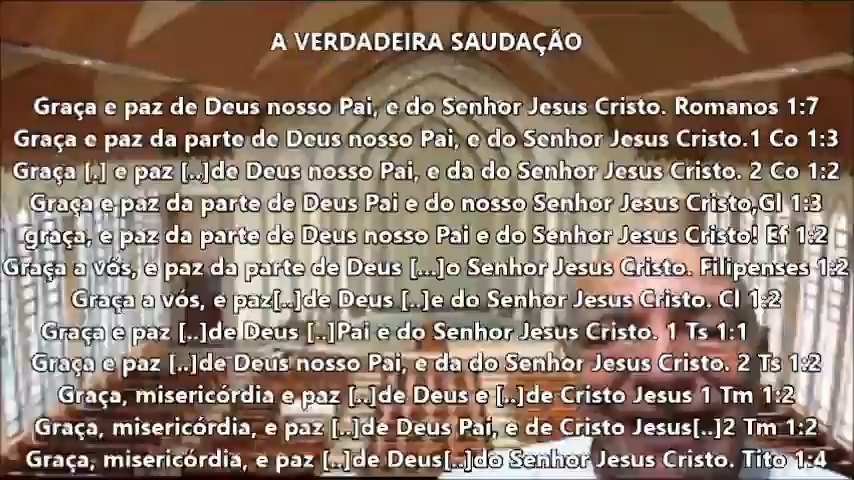 A VERDADEIRA SAUDAÇÃO
Graça e paz de Deus nosso Pai, e do Senhor Jesus Cristo. Romanos 1:7
Graça e paz da parte de Deus nosso Pai, e do Senhor Jesus Cristo.1 Co 1:3
Graça [.] e paz [..]de Deus nosso Pai, e da do Senhor Jesus Cristo. 2 Co 1:2
Graça e paz da parte de Deus Pai e do nosso Senhor Jesus Cristo,Gl 1:3
graça, e paz da parte de Deus nosso Pai e do Senhor Jesus Cristo! Ef 1:2
Graça a vós, e paz da parte de Deus [...]o Senhor Jesus Cristo. Filipenses 1:2
Graça a vós, e paz[..]de Deus [..]e do Senhor Jesus Cristo. Cl 1:2
Graça e paz [..]de Deus [..]Pai e do Senhor Jesus Cristo. 1 Ts 1:1
Graça e paz [..]de Deus nosso Pai, e da do Senhor Jesus Cristo. 2 Ts 1:2
Graça, misericórdia e paz [..]de Deus e [..]de Cristo Jesus 1 Tm 1:2
Graça, misericórdia, e paz [..]de Deus Pai, e de Cristo Jesus[..]2 Tm 1:2
Graça, misericórdia, e paz [..]de Deus[..]do Senhor Jesus Cristo. Tito 1:4